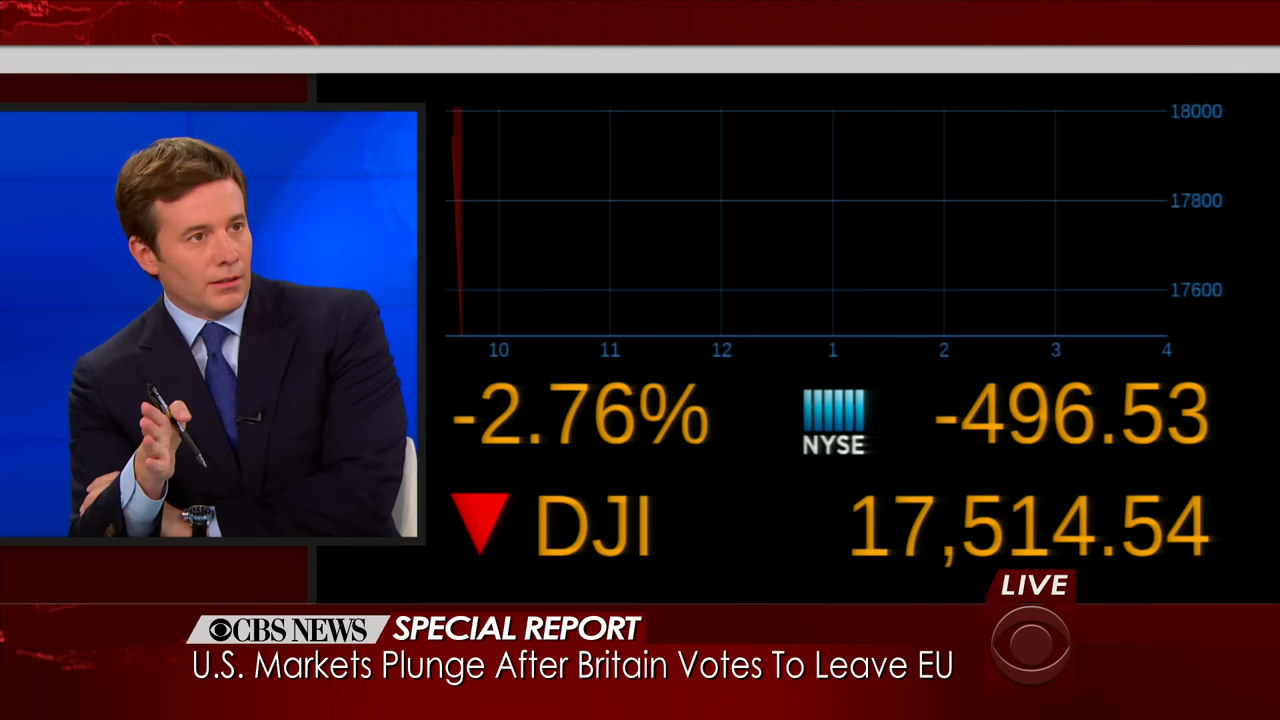 18000
17800
17600
10 11 12 1 2 3 4
-2.76% NYSE -496.53
DJI 17,514.54
LIVE
CBS NEWS SPECIAL REPORT
U.S. Markets Plunge After Britain Votes To Leave EU